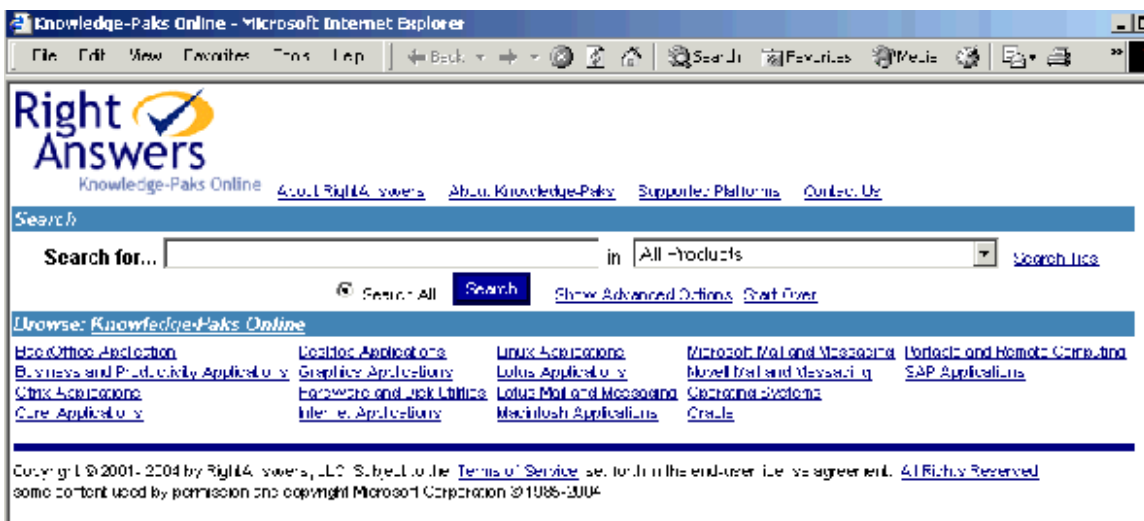 Knowledge-Paks Online - Microsoft Internet Explorer
File Edit View Favorites Tools Help Back Search Favorites Media
Right
Answers
Knowledge-Paks Online
About RightAnswers About Knowledge-Paks Supported Platforms Contact Us
Search
Search for... in All Products Search Tips
Search All Search Show Advanced Options Start Over
Browse: Knowledge-Paks Online
BackOffice Application Desktop Applications Linux Applications Microsoft Mail and Messaging Portable and Remote Computing
Business and Productivity Applications Graphics Applications Lotus Applications Novell Mail and Messaging SAP Applications
Citrix Applications Hardware and Disk Utilities Lotus Mail and Messaging Operating Systems
Core Applications Internet Applications Macintosh Applications Oracle
Copyright © 2001-2004 by RightAnswers, LLC Subject to the Terms of Service set forth in the end-user license agreement. All Rights Reserved
some content used by permission and copyright Microsoft Corporation © 1985-2004